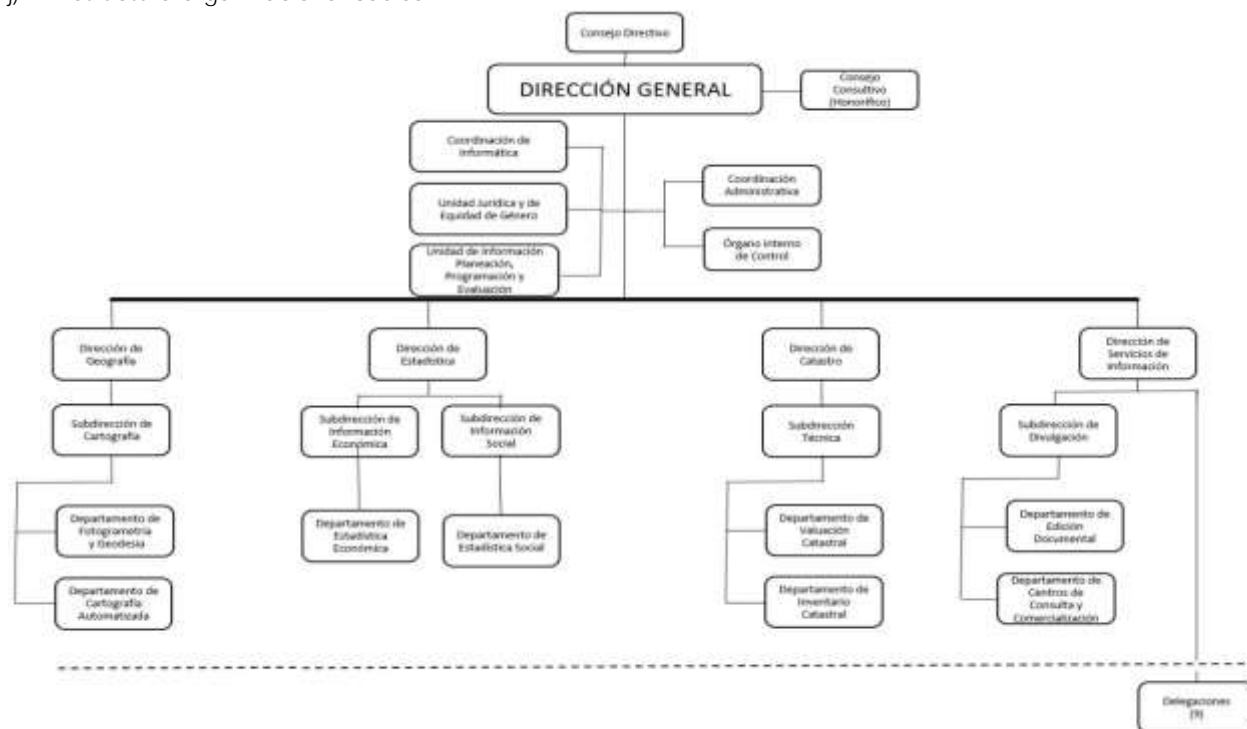 Consejo Directivo
DIRECCIÓN GENERAL
Consejo
Consultivo
(Honorífico)
Coordinación de
Informática
Coordinación
Administrativa
Unidad Jurídica y de
Equidad de Género
Órgano Interno
de Control
Unidad de Información
Planeación,
Programación y
Evaluación
Dirección de
Geografía
Dirección de
Estadística
Dirección de
Catastro
Dirección de
Servicios de
Información
Subdirección de
Cartografía
Subdirección de
Información
Económica
Subdirección de
Información
Social
Subdirección
Técnica
Subdirección de
Divulgación
Departamento de
Fotogrametría
y Geodesia
Departamento de
Estadística
Económica
Departamento de
Estadística Social
Departamento de
Valuación
Catastral
Departamento de
Edición
Documental
Departamento de
Cartografía
Automatizada
Departamento de
Inventario
Catastral
Departamento de
Centros de
Consulta y
Comercialización
Delegaciones
(9)